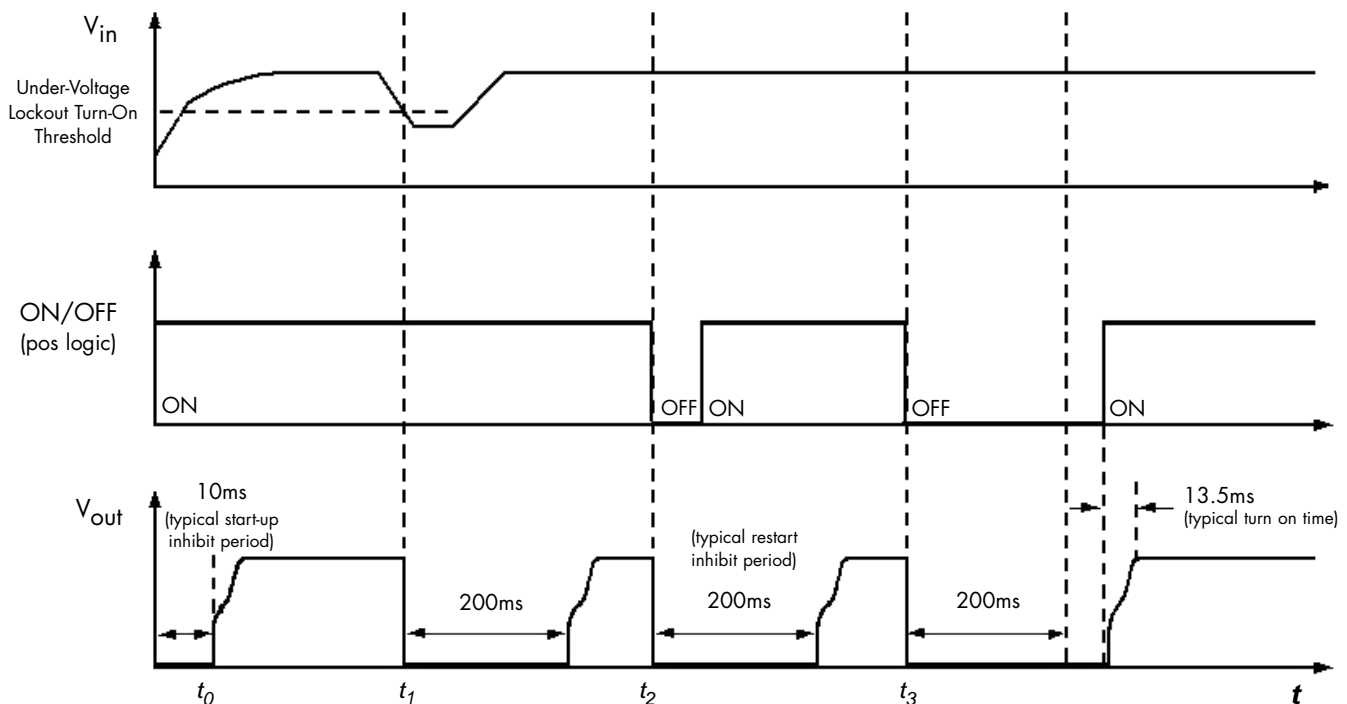 Vin
Under-Voltage
Lockout Turn-On
Threshold
ON/OFF
(pos logic)
ON
OFF
ON
OFF
ON
Vout
10ms
(typical start-up
inhibit period)
200ms
(typical restart
inhibit period)
200ms
200ms
13.5ms
(typical turn on time)
t0
t1
t2
t3
t